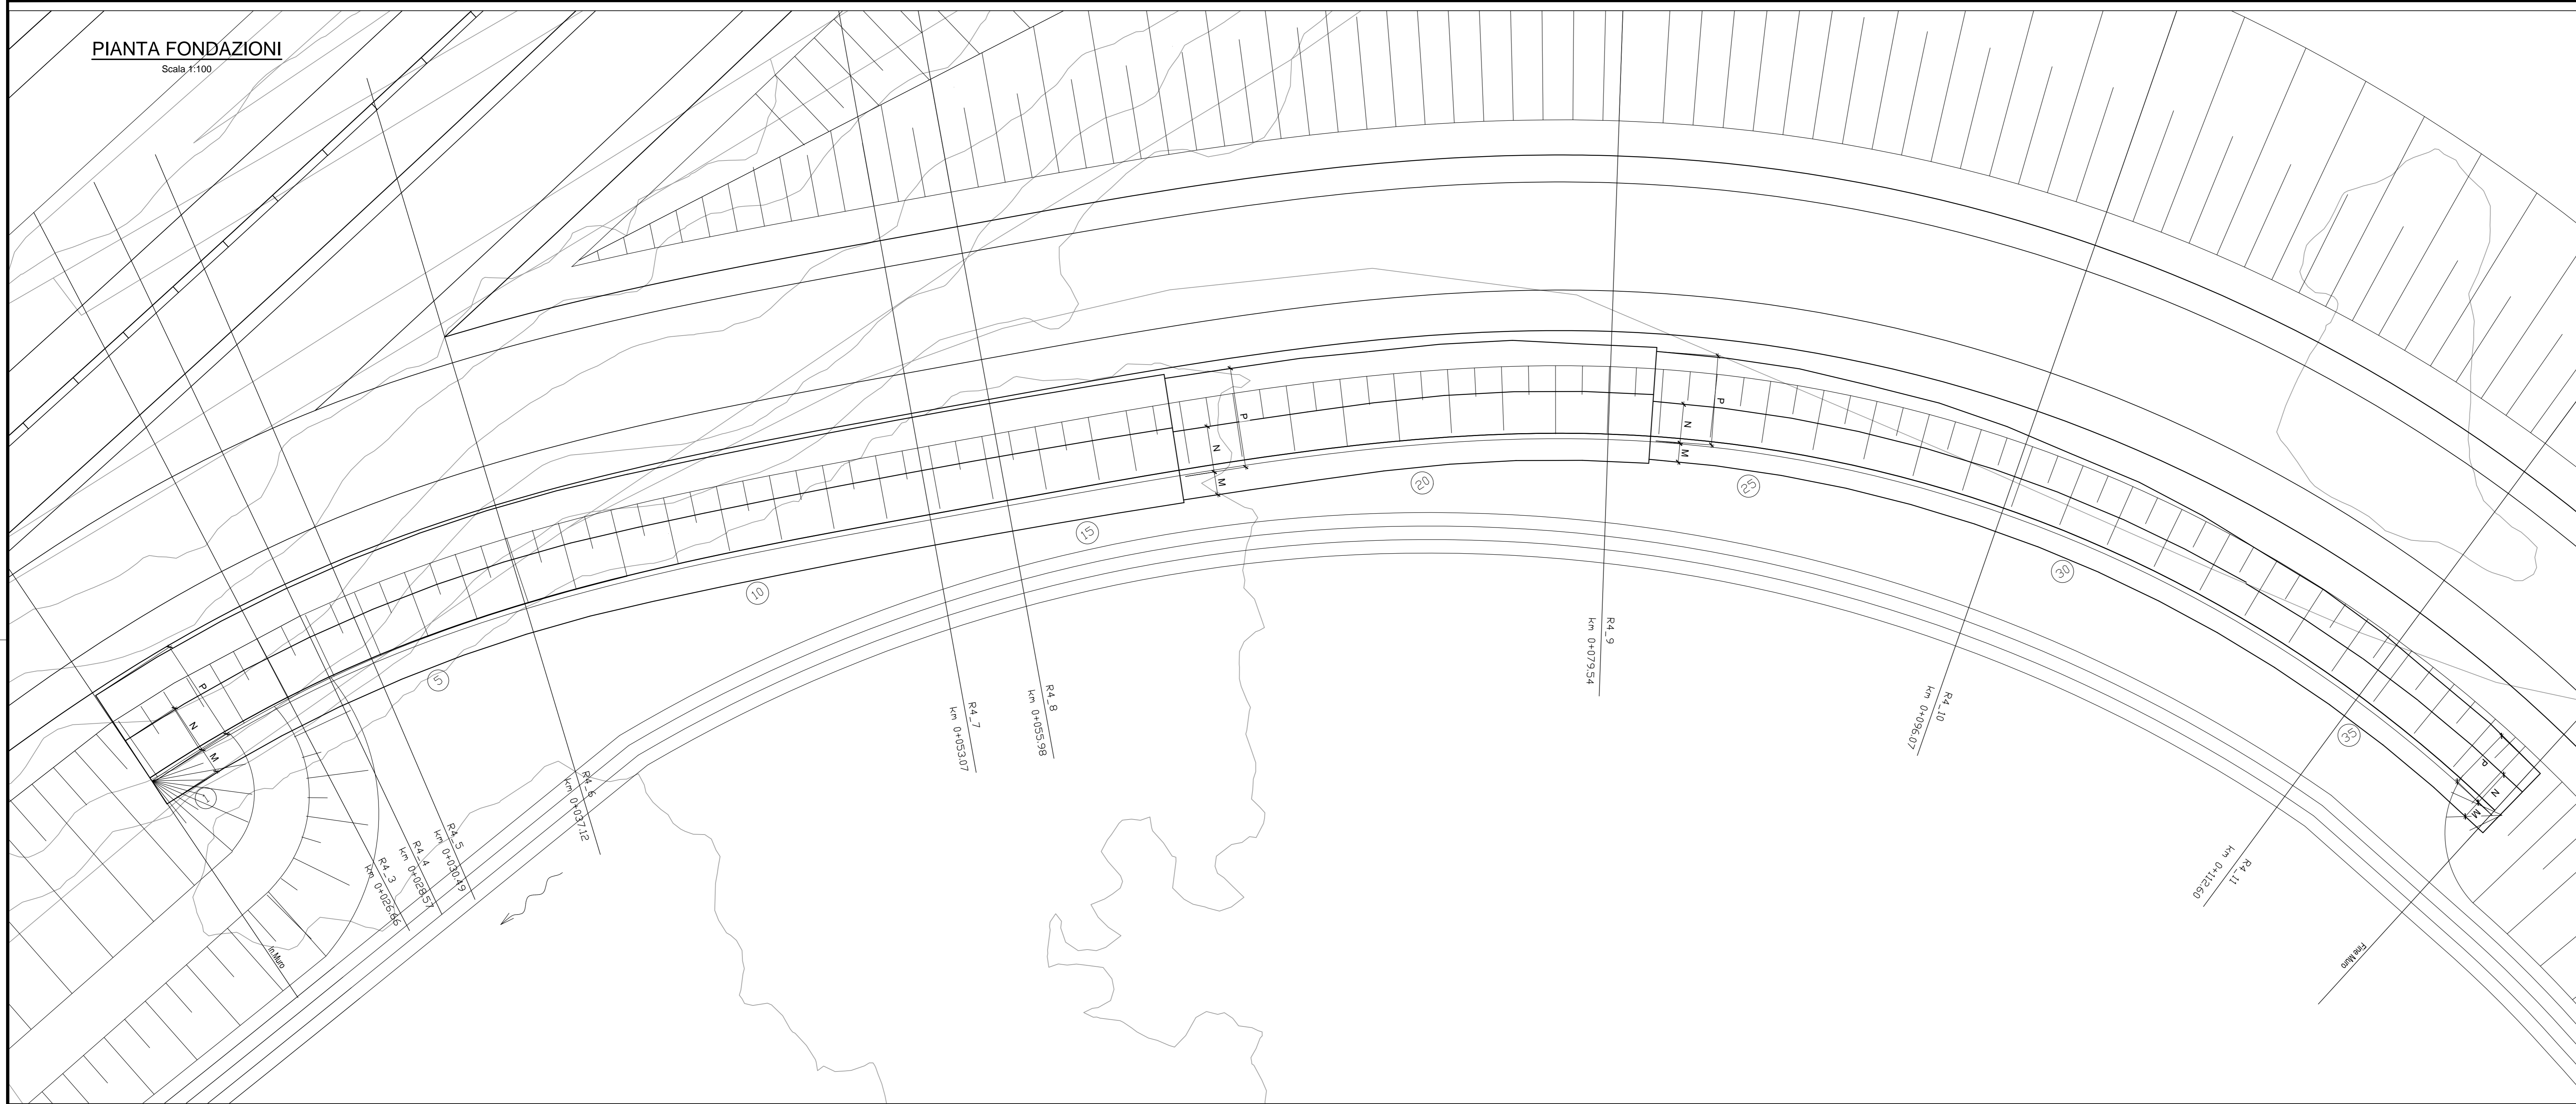 PIANTA FONDAZIONI
Scala 1:100
P
N
M
1
5
10
15
20
25
30
35
P
N
M
P
N
M
P
N
M
In.Muro
R4_3
km 0+026.66
R4_4
km 0+028.57
R4_5
km 0+030.49
R4_6
km 0+037.12
R4_7
km 0+053.07
R4_8
km 0+055.98
R4_9
km 0+079.54
R4_10
km 0+096.07
R4_11
km 0+112.60
Fine Muro